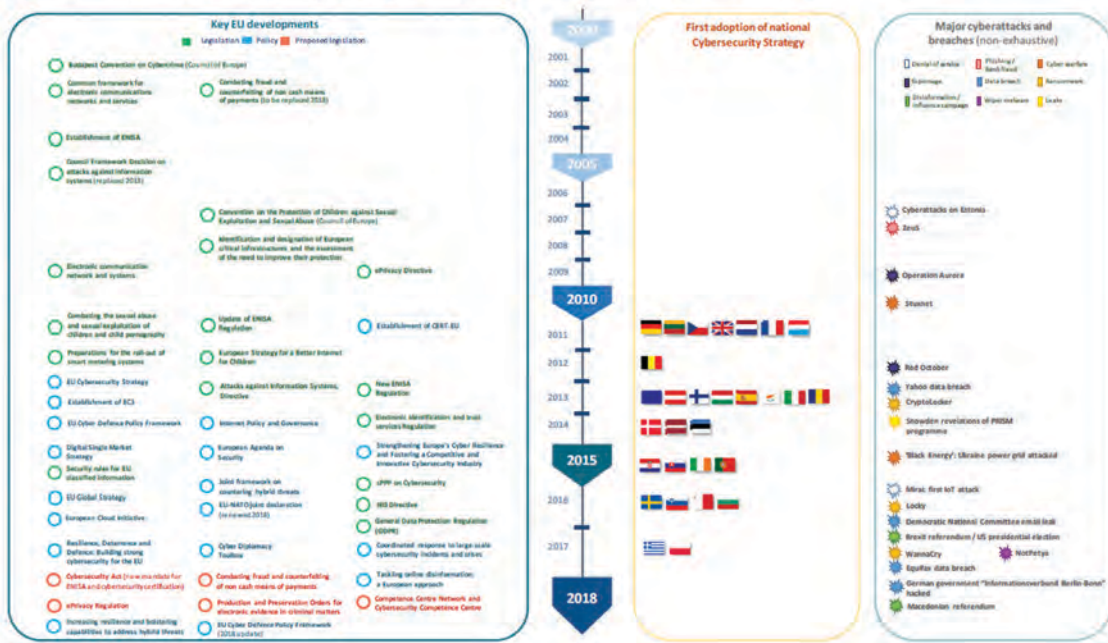 Key EU developments
Legislation
Policy
Proposed legislation
Budapest Convention on Cybercrime (Council of Europe)
Common framework for
electronic communications
networks and services
Combating fraud and
counterfeiting of non cash means
of payments (to be replaced 2018)
Establishment of ENISA
Council Framework Decision on
attacks against information
systems (replaced 2013)
Convention on the Protection of Children against Sexual
Exploitation and Sexual Abuse (Council of Europe)
Identification and designation of European
critical infrastructures and the assessment
of the need to improve their protection
Electronic communication
network and systems
ePrivacy Directive
Combating the sexual abuse
and sexual exploitation of
children and child pornography
Update of ENISA
Regulation
Establishment of CERT-EU
Preparations for the roll-out of
smart metering systems
European Strategy for a Better Internet
for Children
EU Cybersecurity Strategy
Attacks against Information Systems,
Directive
New ENISA
Regulation
Establishment of EC3
EU Cyber Defence Policy Framework
Internet Policy and Governance
Electronic identification and trust
services Regulation
Digital Single Market
Strategy
European Agenda on
Security
Strengthening Europe's Cyber Resilience
and Fostering a Competitive and
Innovative Cybersecurity Industry
Security rules for EU
classified information
Joint framework on
countering hybrid threats
cPPP on Cybersecurity
EU Global Strategy
EU-NATO joint declaration
(renewed 2018)
NIS Directive
European Cloud Initiative
General Data Protection Regulation
(GDPR)
Resilience, Deterrence and
Defence: Building strong
cybersecurity for the EU
Cyber Diplomacy
Toolbox
Coordinated response to large scale
cybersecurity incidents and crises
Cybersecurity Act (new mandate for
ENISA and cybersecurity certification)
Combating fraud and counterfeiting
of non cash means of payments
Tackling online disinformation:
a European approach
ePrivacy Regulation
Production and Preservation Orders for
electronic evidence in criminal matters
Competence Centre Network and
Cybersecurity Competence Centre
Increasing resilience and bolstering
capabilities to address hybrid threats
EU Cyber Defence Policy Framework
(2018 update)
2000
2001
2002
2003
2004
2005
2006
2007
2008
2009
2010
2011
2012
2013
2014
2015
2016
2017
2018
First adoption of national
Cybersecurity Strategy
Major cyberattacks and
breaches (non-exhaustive)
Denial of service
Phishing /
bank fraud
Cyber warfare
Espionage
Data breach
Ransomware
Disinformation /
influence campaign
Wiper malware
Leaks
Cyberattacks on Estonia
ZeuS
Operation Aurora
Stuxnet
Red October
Yahoo data breach
CryptoLocker
Snowden revelations of PRISM
programme
'Black Energy': Ukraine power grid attacked
Mirai: first IoT attack
Locky
Democratic National Committee email leak
Brexit referendum / US presidential election
WannaCry
NotPetya
Equifax data breach
German government "Informationsverbund Berlin-Bonn"
hacked
Macedonian referendum